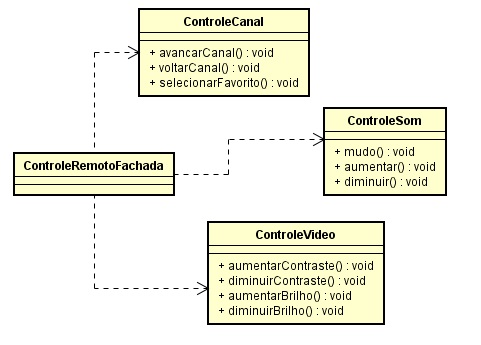 ControleCanal
+ avancarCanal() : void
+ voltarCanal() : void
+ selecionarFavorito() : void
ControleSom
+ mudo() : void
+ aumentar() : void
+ diminuir() : void
ControleRemotoFachada
ControleVideo
+ aumentarContraste() : void
+ diminuirContraste() : void
+ aumentarBrilho() : void
+ diminuirBrilho() : void